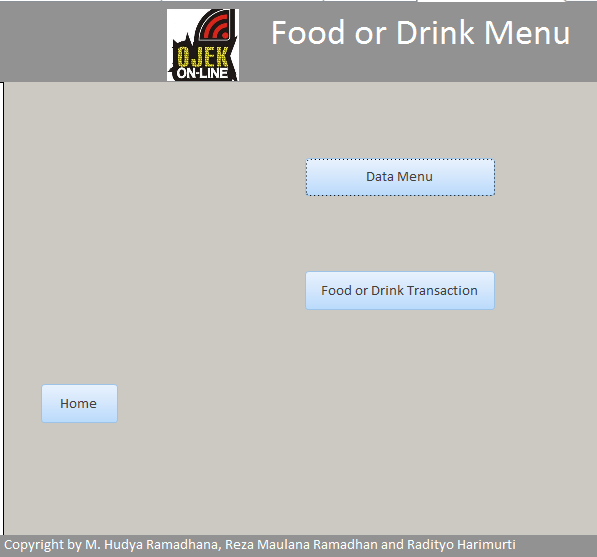 OJEK
ON-LINE
Food or Drink Menu
Data Menu
Food or Drink Transaction
Home
Copyright by M. Hudya Ramadhana, Reza Maulana Ramadhan and Radityo Harimurti